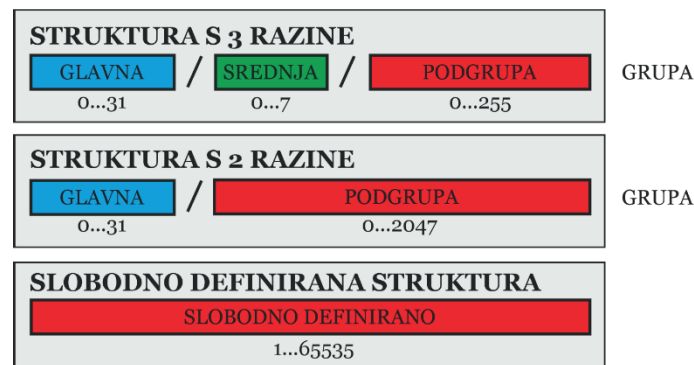 STRUKTURA S 3 RAZINE
GLAVNA / SREDNJA / PODGRUPA GRUPA
0...31 0...7 0...255
STRUKTURA S 2 RAZINE
GLAVNA / PODGRUPA GRUPA
0...31 0...2047
SLOBODNO DEFINIRANA STRUKTURA
SLOBODNO DEFINIRANO
1...65535